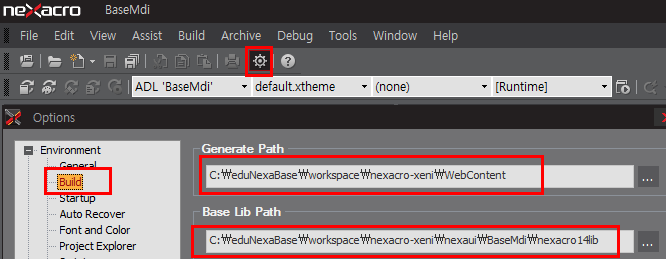 nexacro BaseMdi
File Edit View Assist Build Archive Debug Tools Window Help
ADL 'BaseMdi' default.xtheme (none) [Runtime]
Options
Environment
General
Build
Startup
Auto Recover
Font and Color
Project Explorer
Generate Path
C:₩eduNexaBase₩workspace₩nexacro-xeni₩WebContent
...
Base Lib Path
C:₩eduNexaBase₩workspace₩nexacro-xeni₩nexaui₩BaseMdi₩nexacro14lib
...